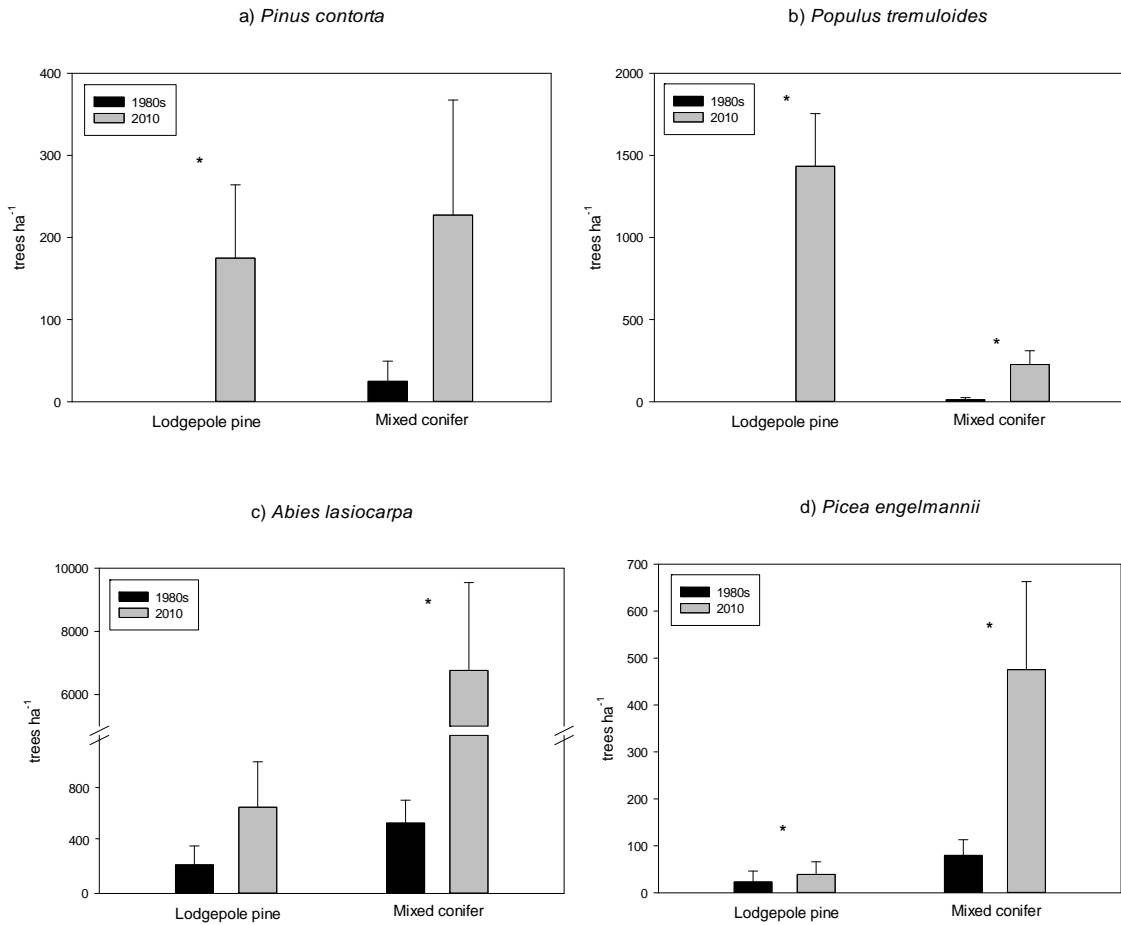 a) Pinus contorta
400
300
200
100
0
trees ha-1
1980s
2010
*
Lodgepole pine
Mixed conifer
b) Populus tremuloides
2000
1500
1000
500
0
trees ha-1
1980s
2010
*
*
Lodgepole pine
Mixed conifer
c) Abies lasiocarpa
10000
8000
6000
800
400
0
trees ha-1
1980s
2010
*
Lodgepole pine
Mixed conifer
d) Picea engelmannii
700
600
500
400
300
200
100
0
trees ha-1
1980s
2010
*
*
Lodgepole pine
Mixed conifer